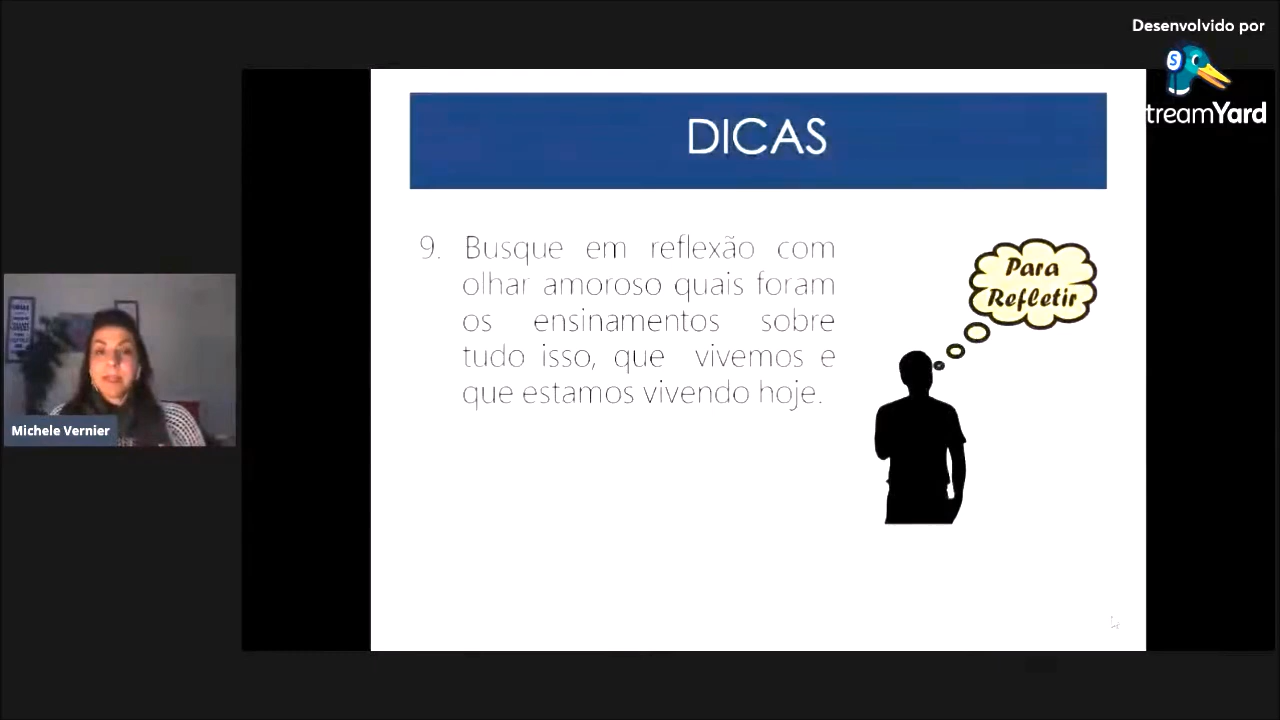 Desenvolvido por
treamYard
DICAS
9. Busque em reflexão com
olhar amoroso quais foram
os ensinamentos sobre
tudo isso, que vivemos e
que estamos vivendo hoje.
Para
Refletir
Michele Vernier